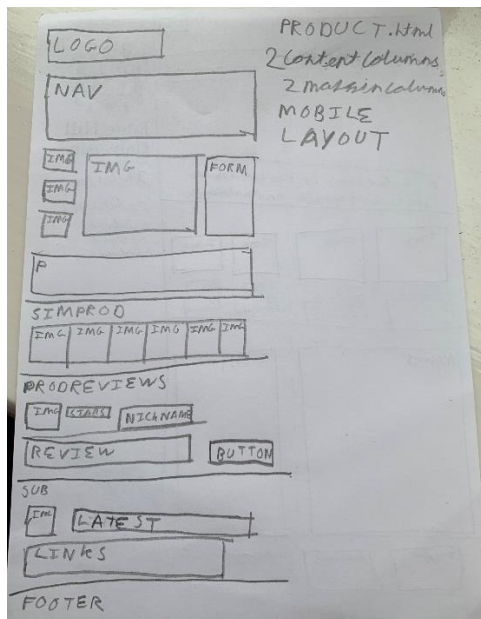 LOGO
PRODUCT.html
2 content columns,
2 margin columns
MOBILE
LAYOUT
NAV
IMG
IMG
IMG
IMG
FORM
P
SIMPROD
IMG IMG IMG IMG IMG IMG
PRODREVIEWS
IMG STARS NICKNAME
REVIEW BUTTON
SUB
IMG LATEST
LINKS
FOOTER